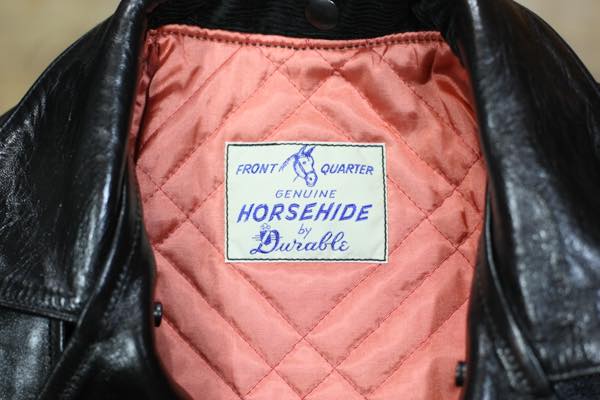 FRONT QUARTER
GENUINE
HORSEHIDE
by
Durable